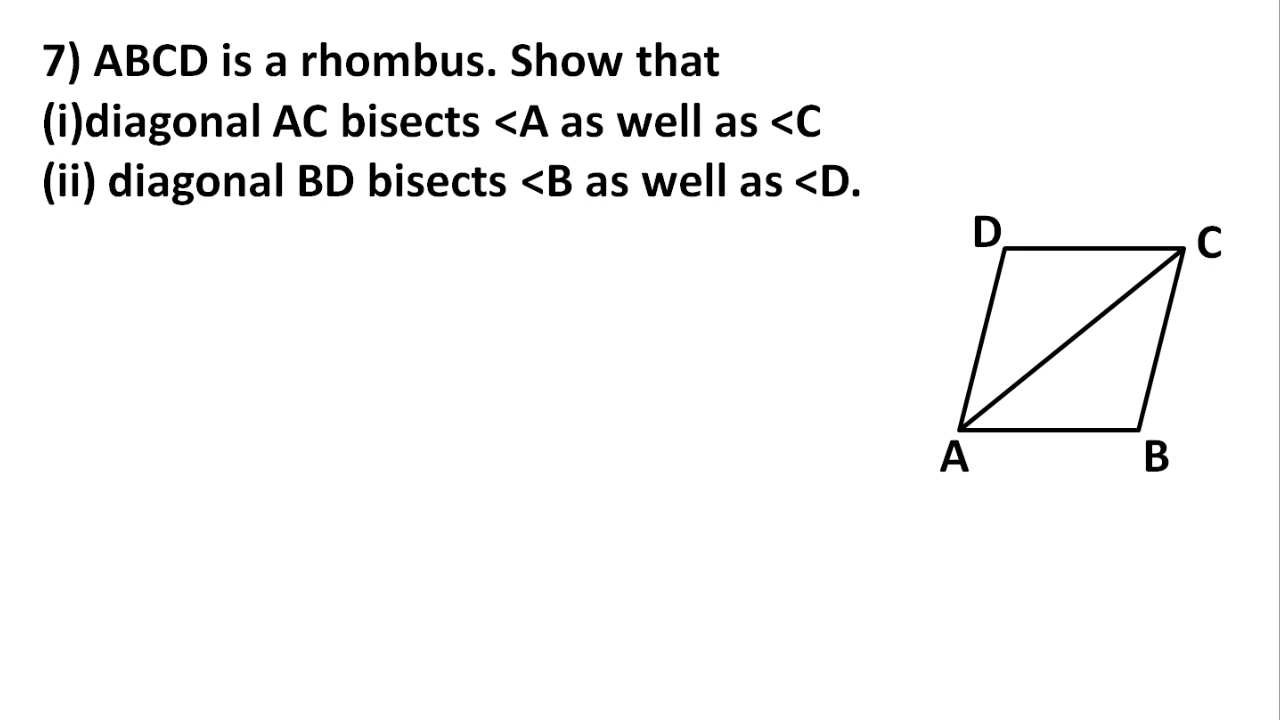 7) ABCD is a rhombus. Show that
(i)diagonal AC bisects <A as well as <C
(ii) diagonal BD bisects <B as well as <D.
D
C
A
B